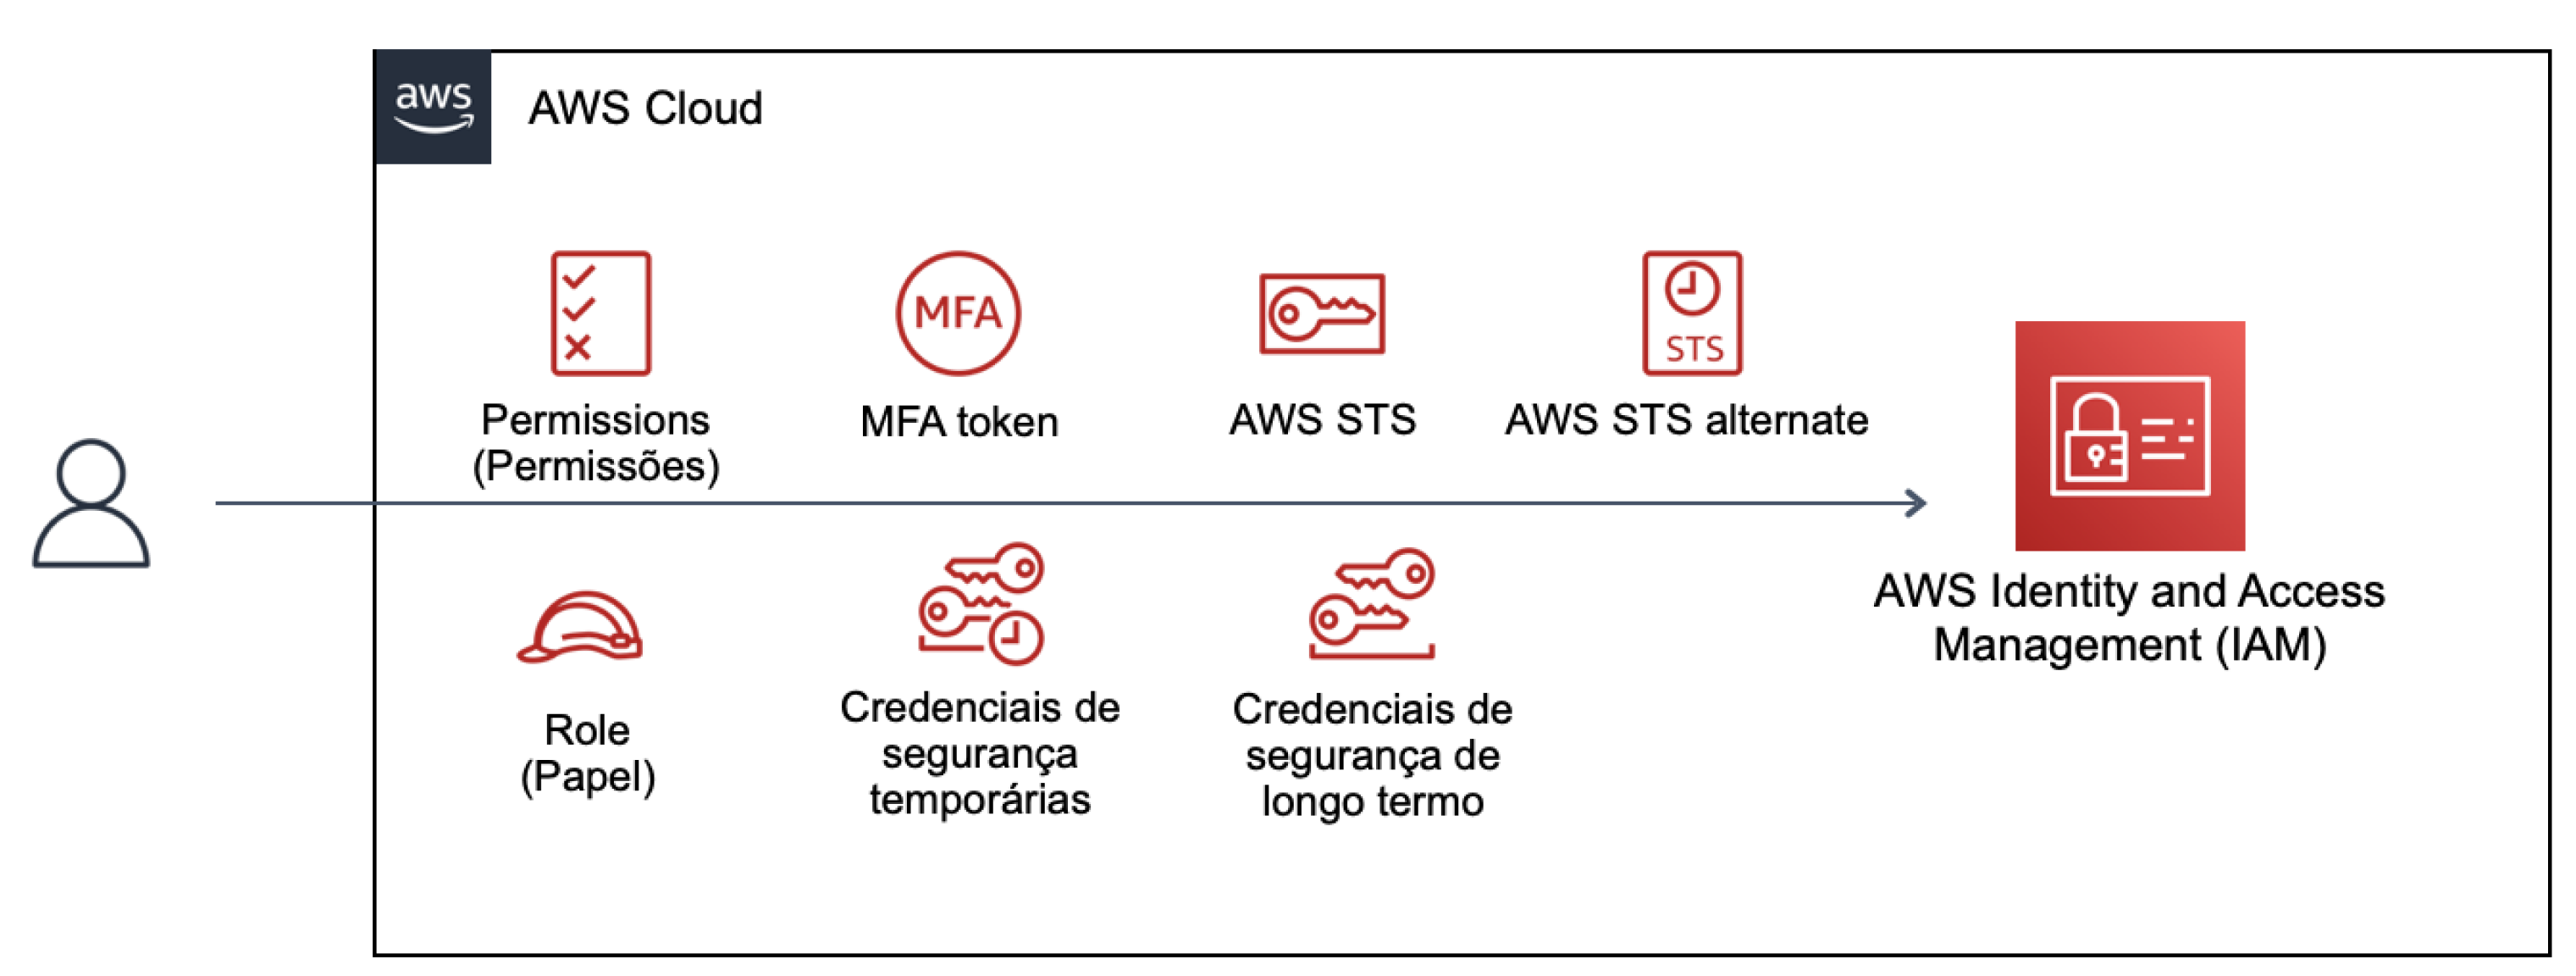 aws
AWS Cloud
MFA
STS
Permissions
(Permissões)
MFA token
AWS STS
AWS STS alternate
AWS Identity and Access
Management (IAM)
Role
(Papel)
Credenciais de
segurança
temporárias
Credenciais de
segurança de
longo termo